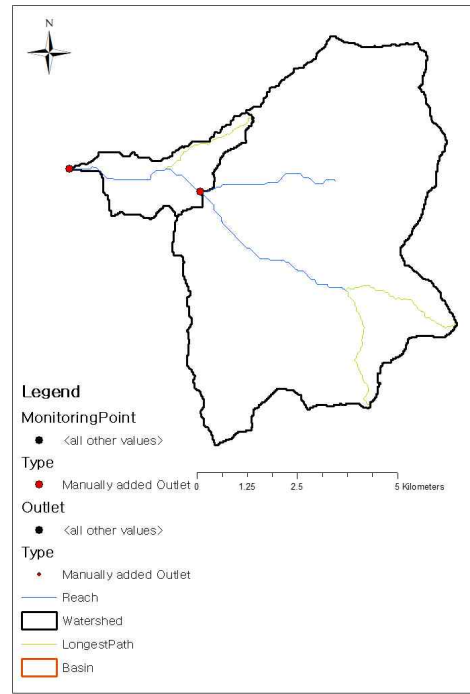 N
Legend
MonitoringPoint
<all other values>
Type
Manually added Outlet
Outlet
<all other values>
Type
Manually added Outlet
Reach
Watershed
LongestPath
Basin
0 1.25 2.5 5 Kilometers